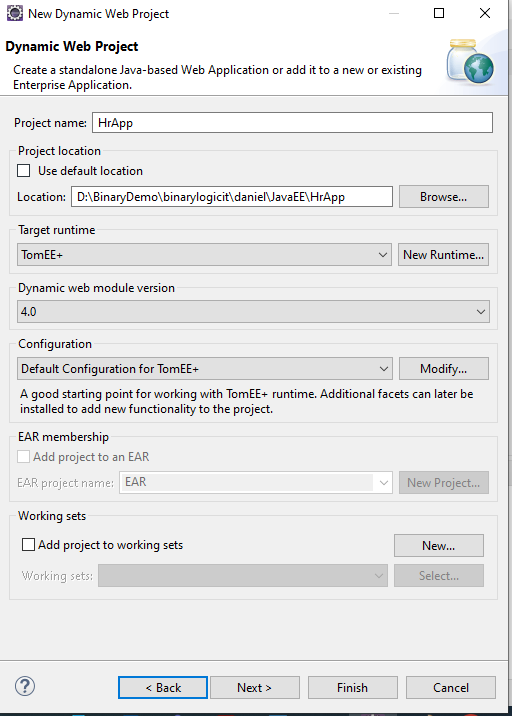 New Dynamic Web Project
Dynamic Web Project
Create a standalone Java-based Web Application or add it to a new or existing
Enterprise Application.
Project name: HrApp
Project location
Use default location
Location: D:\BinaryDemo\binarylogicit\daniel\JavaEE\HrApp Browse...
Target runtime
TomEE+ New Runtime...
Dynamic web module version
4.0
Configuration
Default Configuration for TomEE+ Modify...
A good starting point for working with TomEE+ runtime. Additional facets can later be
installed to add new functionality to the project.
EAR membership
Add project to an EAR
EAR project name: EAR New Project...
Working sets
Add project to working sets New...
Working sets: Select...
? < Back Next > Finish Cancel